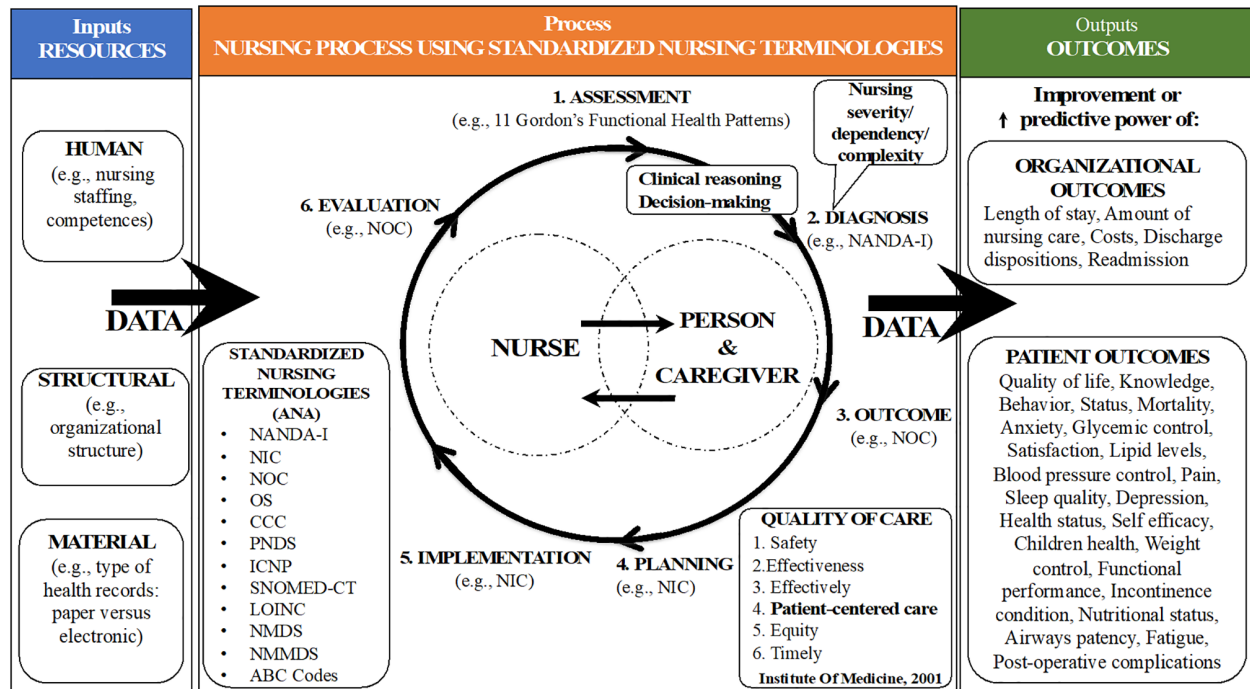 Inputs
RESOURCES
Process
NURSING PROCESS USING STANDARDIZED NURSING TERMINOLOGIES
Outputs
OUTCOMES
HUMAN
(e.g., nursing
staffing,
competences)
DATA
STRUCTURAL
(e.g.,
organizational
structure)
MATERIAL
(e.g., type of
health records:
paper versus
electronic)
1. ASSESSMENT
(e.g., 11 Gordon's Functional Health Patterns)
Nursing
severity/
dependency/
complexity
Clinical reasoning
Decision-making
2. DIAGNOSIS
(e.g., NANDA-I)
3. OUTCOME
(e.g., NOC)
4. PLANNING
(e.g., NIC)
5. IMPLEMENTATION
(e.g., NIC)
6. EVALUATION
(e.g., NOC)
NURSE
PERSON
&
CAREGIVER
STANDARDIZED
NURSING
TERMINOLOGIES
(ANA)
• NANDA-I
• NIC
• NOC
• OS
• CCC
• PNDS
• ICNP
• SNOMED-CT
• LOINC
• NMDS
• NMMDS
• ABC Codes
QUALITY OF CARE
1. Safety
2.Effectiveness
3. Effectively
4. Patient-centered care
5. Equity
6. Timely
Institute Of Medicine, 2001
DATA
Improvement or
↑ predictive power of:
ORGANIZATIONAL
OUTCOMES
Length of stay, Amount of
nursing care, Costs, Discharge
dispositions, Readmission
PATIENT OUTCOMES
Quality of life, Knowledge,
Behavior, Status, Mortality,
Anxiety, Glycemic control,
Satisfaction, Lipid levels,
Blood pressure control, Pain,
Sleep quality, Depression,
Health status, Self efficacy,
Children health, Weight
control, Functional
performance, Incontinence
condition, Nutritional status,
Airways patency, Fatigue,
Post-operative complications